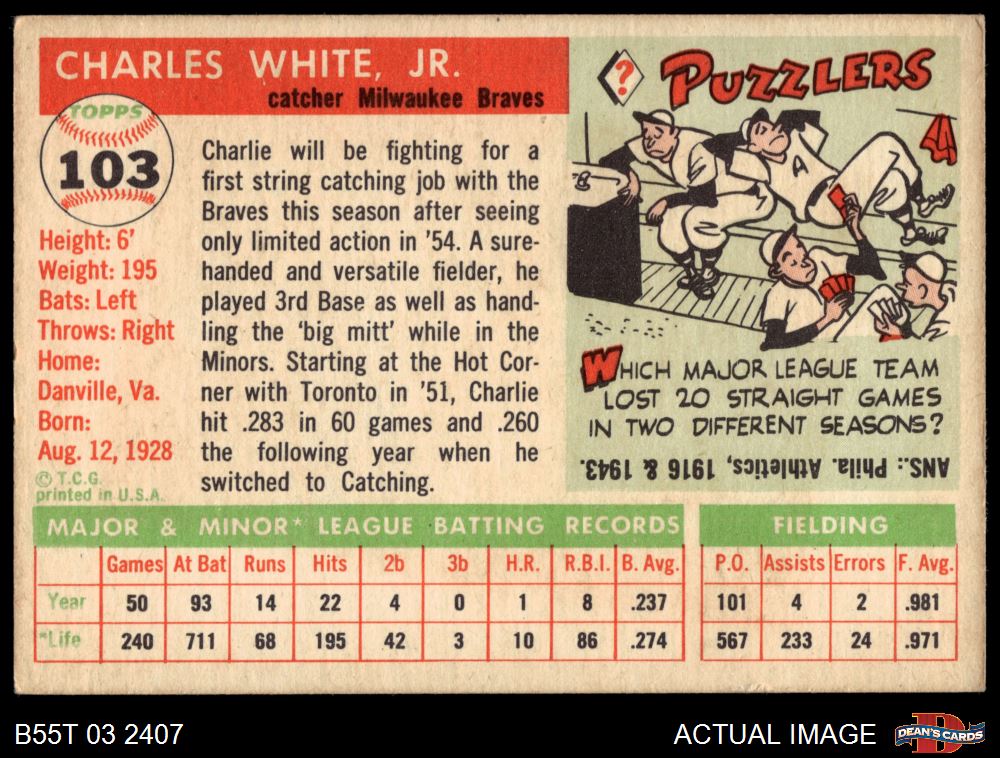 CHARLES WHITE, JR.
catcher Milwaukee Braves
TOPPS
103
Height: 6'
Weight: 195
Bats: Left
Throws: Right
Home:
Danville, Va.
Born:
Aug. 12, 1928
© T.C.G.
printed in U.S.A.
Charlie will be fighting for a
first string catching job with the
Braves this season after seeing
only limited action in '54. A sure-
handed and versatile fielder, he
played 3rd Base as well as hand-
ling the 'big mitt' while in the
Minors. Starting at the Hot Cor-
ner with Toronto in '51, Charlie
hit .283 in 60 games and .260
the following year when he
switched to Catching.
?
PUZZLERS
A
WHICH MAJOR LEAGUE TEAM
LOST 20 STRAIGHT GAMES
IN TWO DIFFERENT SEASONS?
ANS.: Phila. Athletics, 1916 & 1943.
MAJOR & MINOR* LEAGUE BATTING RECORDS
Games At Bat Runs Hits 2b 3b H.R. R.B.I. B. Avg.
Year 50 93 14 22 4 0 1 8 .237
*Life 240 711 68 195 42 3 10 86 .274
FIELDING
P.O. Assists Errors F. Avg.
101 4 2 .981
567 233 24 .971
B55T 03 2407
ACTUAL IMAGE
D
DEAN'S CARDS